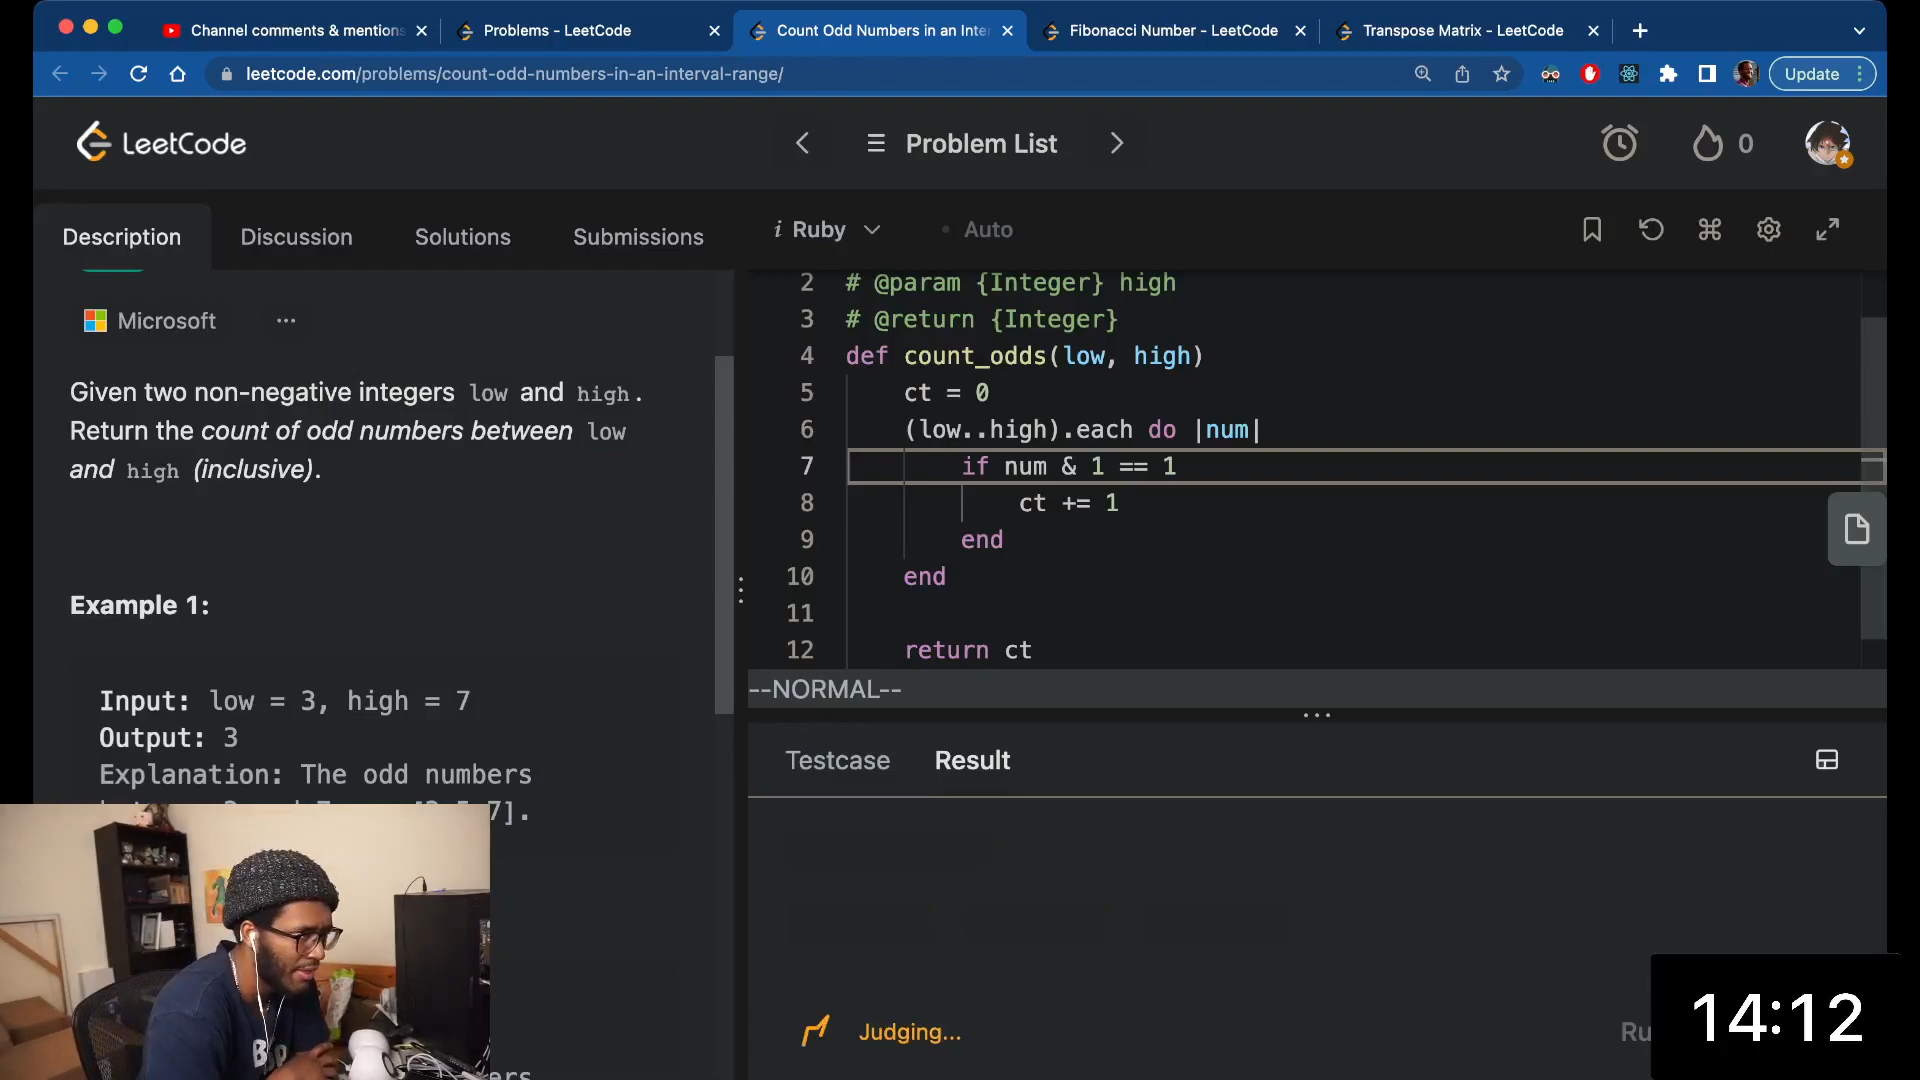 Channel comments & mentions
Problems - LeetCode
Count Odd Numbers in an Inte
Fibonacci Number - LeetCode
Transpose Matrix - LeetCode
leetcode.com/problems/count-odd-numbers-in-an-interval-range/
Update
LeetCode
Problem List
0
Description
Discussion
Solutions
Submissions
i Ruby
• Auto
Microsoft
...
Given two non-negative integers low and high.
Return the count of odd numbers between low
and high (inclusive).
Example 1:
Input: low = 3, high = 7
Output: 3
Explanation: The odd numbers
7].
2 # @param {Integer} high
3 # @return {Integer}
4 def count_odds(low, high)
5 ct = 0
6 (low..high).each do |num|
7 if num & 1 == 1
8 ct += 1
9 end
10 end
11
12 return ct
--NORMAL--
Testcase
Result
Judging...
Ru
14:12